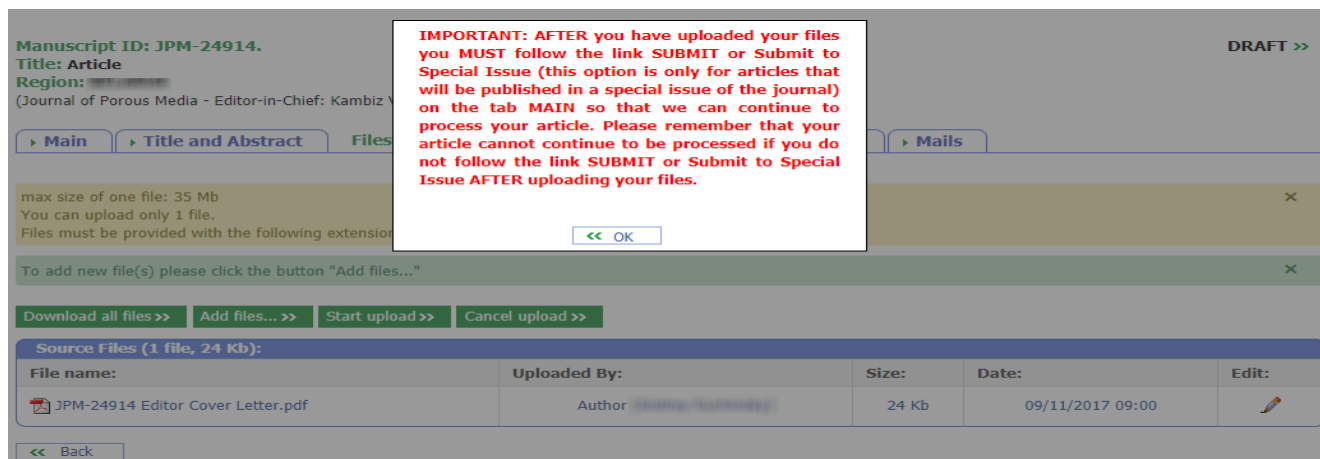 Manuscript ID: JPM-24914.
Title: Article
Region:
(Journal of Porous Media - Editor-in-Chief: Kambiz
DRAFT >>
IMPORTANT: AFTER you have uploaded your files
you MUST follow the link SUBMIT or Submit to
Special Issue (this option is only for articles that
will be published in a special issue of the journal)
on the tab MAIN so that we can continue to
process your article. Please remember that your
article cannot continue to be processed if you do
not follow the link SUBMIT or Submit to Special
Issue AFTER uploading your files.
<< OK
Main
Title and Abstract
Files
Mails
max size of one file: 35 Mb
You can upload only 1 file.
Files must be provided with the following extension
To add new file(s) please click the button "Add files..."
Download all files >>
Add files... >>
Start upload >>
Cancel upload >>
Source Files (1 file, 24 Kb):
File name: Uploaded By: Size: Date: Edit:
JPM-24914 Editor Cover Letter.pdf Author 24 Kb 09/11/2017 09:00
<< Back